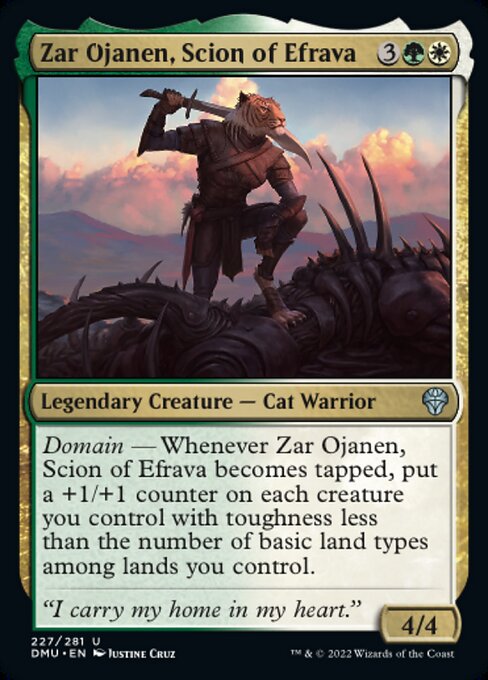 Zar Ojanen, Scion of Efrava 3
Legendary Creature — Cat Warrior
Domain — Whenever Zar Ojanen,
Scion of Efrava becomes tapped, put
a +1/+1 counter on each creature
you control with toughness less
than the number of basic land types
among lands you control.
“I carry my home in my heart.”
4/4
227/281 U
DMU • EN Justine Cruz
™ & © 2022 Wizards of the Coast